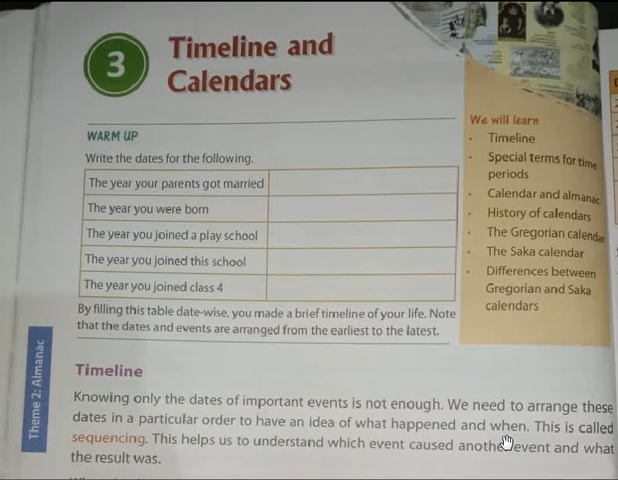 3
Timeline and
Calendars
WARM UP
Write the dates for the following.
The year your parents got married
The year you were born
The year you joined a play school
The year you joined this school
The year you joined class 4
By filling this table date-wise, you made a brief timeline of your life. Note
that the dates and events are arranged from the earliest to the latest.
We will learn
• Timeline
• Special terms for time
periods
• Calendar and almanac
• History of calendars
• The Gregorian calendar
• The Saka calendar
• Differences between
Gregorian and Saka
calendars
Theme 2: Almanac
Timeline
Knowing only the dates of important events is not enough. We need to arrange these
dates in a particular order to have an idea of what happened and when. This is called
sequencing. This helps us to understand which event caused another event and what
the result was.